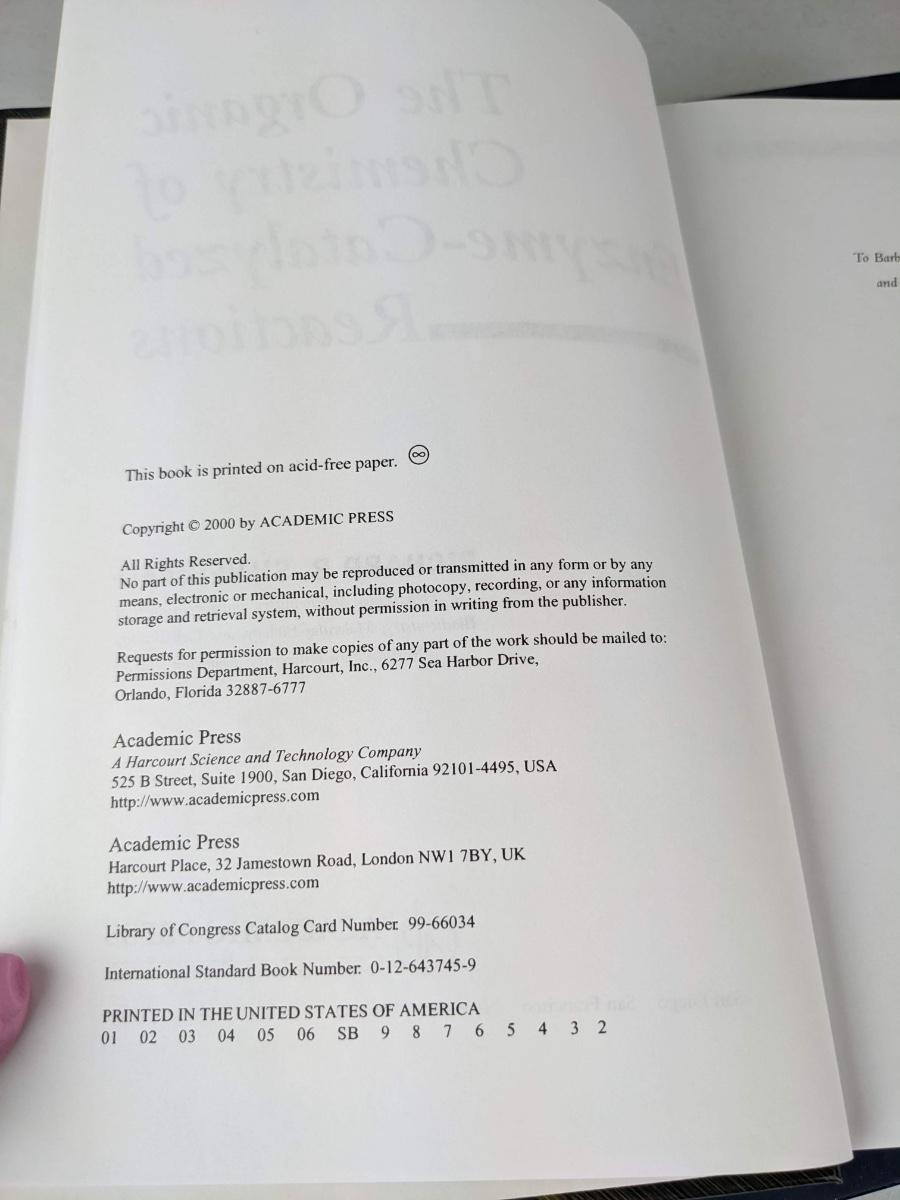 The Organic
Chemistry of
Enzyme-Catalyzed
Reactions
To Barb
and
This book is printed on acid-free paper. ♾
Copyright © 2000 by ACADEMIC PRESS
All Rights Reserved.
No part of this publication may be reproduced or transmitted in any form or by any
means, electronic or mechanical, including photocopy, recording, or any information
storage and retrieval system, without permission in writing from the publisher.
Requests for permission to make copies of any part of the work should be mailed to:
Permissions Department, Harcourt, Inc., 6277 Sea Harbor Drive,
Orlando, Florida 32887-6777
Academic Press
A Harcourt Science and Technology Company
525 B Street, Suite 1900, San Diego, California 92101-4495, USA
http://www.academicpress.com
Academic Press
Harcourt Place, 32 Jamestown Road, London NW1 7BY, UK
http://www.academicpress.com
Library of Congress Catalog Card Number: 99-66034
International Standard Book Number: 0-12-643745-9
PRINTED IN THE UNITED STATES OF AMERICA
01 02 03 04 05 06 SB 9 8 7 6 5 4 3 2